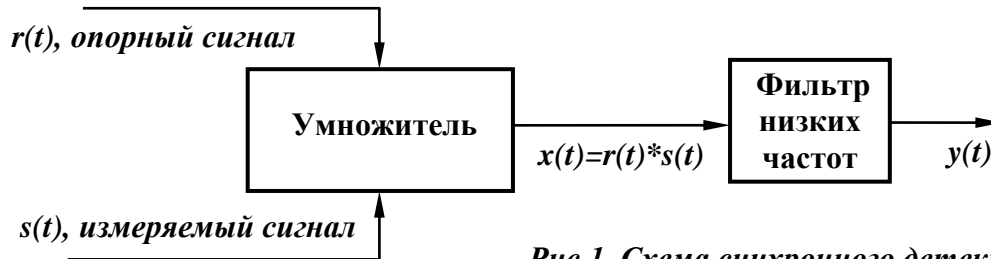 r(t), опорный сигнал
Умножитель
x(t)=r(t)*s(t)
Фильтр
низких
частот
y(t)
s(t), измеряемый сигнал
Рис 1. Схема синхронного